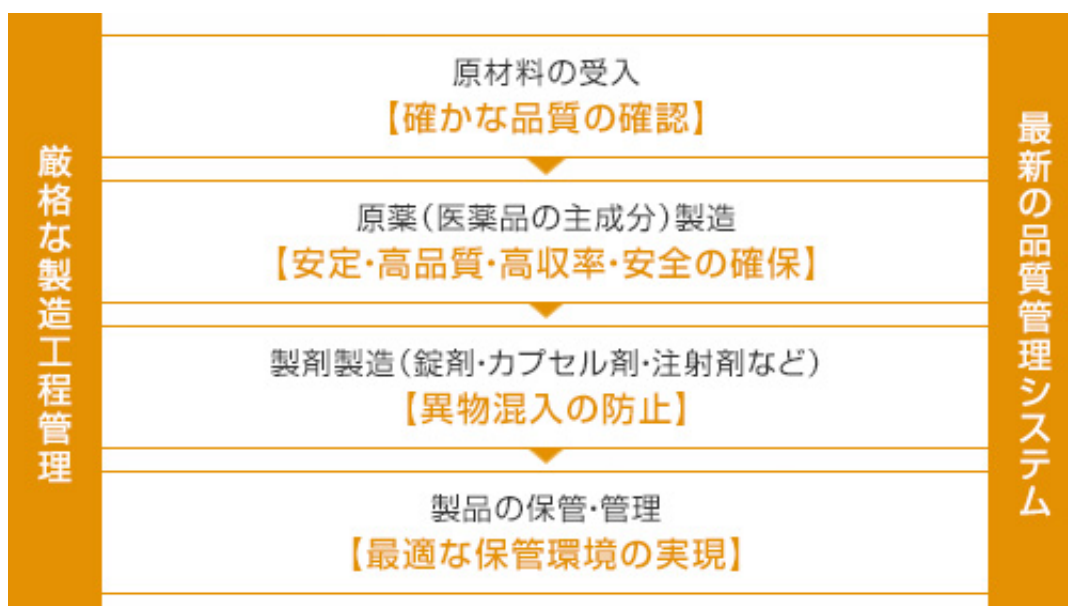 厳格な製造工程管理
原材料の受入
【確かな品質の確認】
原薬(医薬品の主成分)製造
【安定･高品質･高収率･安全の確保】
製剤製造(錠剤･カプセル剤･注射剤など)
【異物混入の防止】
製品の保管･管理
【最適な保管環境の実現】
最新の品質管理システム